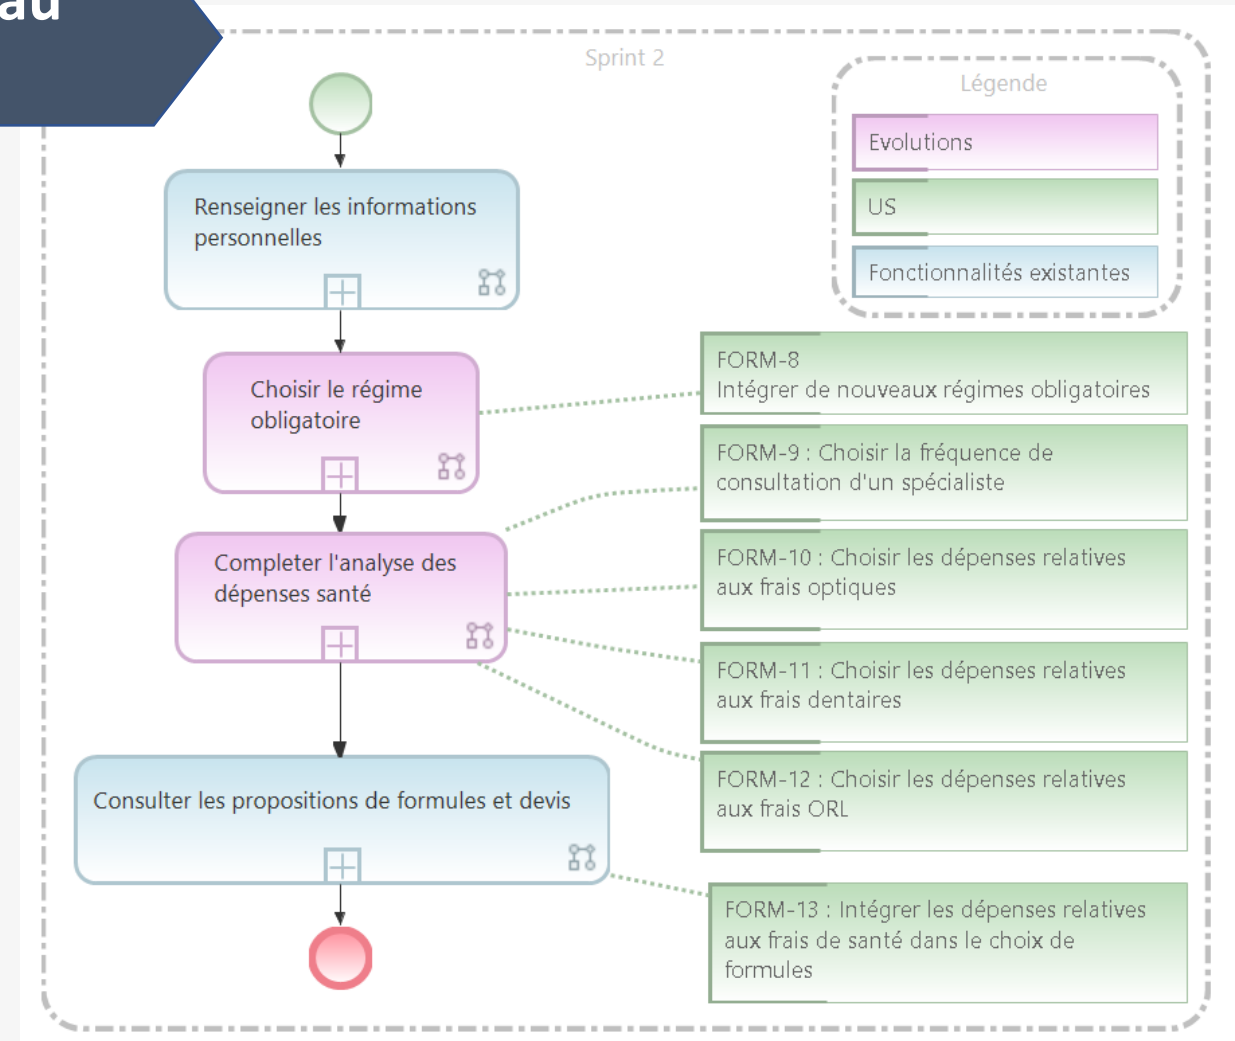 au
Sprint 2
Légende
Evolutions
US
Fonctionnalités existantes
Renseigner les informations
personnelles
Choisir le régime
obligatoire
Completer l'analyse des
dépenses santé
Consulter les propositions de formules et devis
FORM-8
Intégrer de nouveaux régimes obligatoires
FORM-9 : Choisir la fréquence de
consultation d'un spécialiste
FORM-10 : Choisir les dépenses relatives
aux frais optiques
FORM-11 : Choisir les dépenses relatives
aux frais dentaires
FORM-12 : Choisir les dépenses relatives
aux frais ORL
FORM-13 : Intégrer les dépenses relatives
aux frais de santé dans le choix de
formules